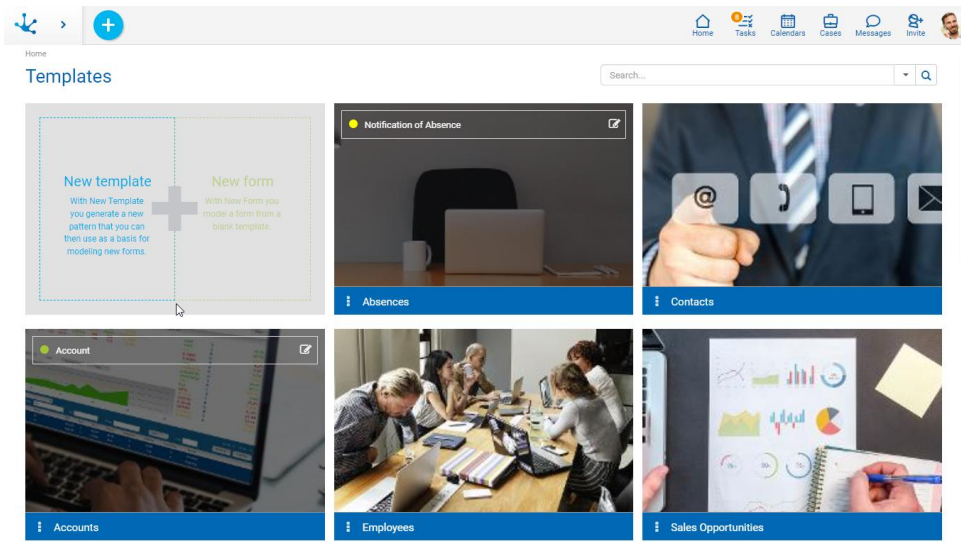 8
Home
Tasks
Calendars
Cases
Messages
Invite
Home
Templates
Search...
New template
With New Template
you generate a new
pattern that you can
then use as a basis for
modeling new forms.
New form
With New Form you
model a form from a
blank template.
Notification of Absence
Absences
@
Contacts
Account
Accounts
Employees
Sales Opportunities